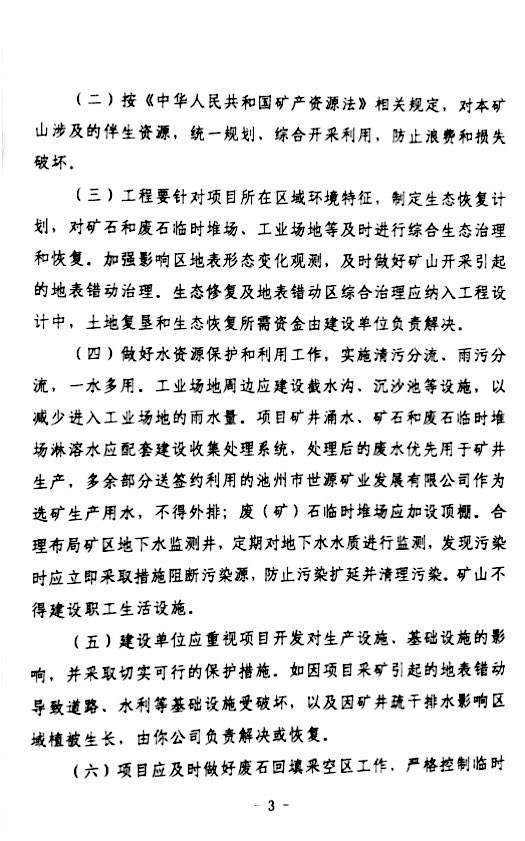 （二）按《中华人民共和国矿产资源法》相关规定，对本矿
山涉及的伴生资源，统一规划、综合开采利用，防止浪费和损失
破坏。
（三）工程要针对项目所在区域环境特征，制定生态恢复计
划，对矿石和废石临时堆场、工业场地等及时进行综合生态治理
和恢复。加强影响区地表形态变化观测，及时做好矿山开采引起
的地表错动治理。生态修复及地表错动区综合治理应纳入工程设
计中，土地复垦和生态恢复所需资金由建设单位负责解决。
（四）做好水资源保护和利用工作，实施清污分流、雨污分
流，一水多用。工业场地周边应建设截水沟、沉沙池等设施，以
减少进入工业场地的雨水量。项目矿井涌水、矿石和废石临时堆
场淋溶水应配套建设收集处理系统，处理后的废水优先用于矿井
生产，多余部分送签约利用的池州市世源矿业发展有限公司作为
选矿生产用水，不得外排；废（矿）石临时堆场应加设顶棚。合
理布局矿区地下水监测井，定期对地下水水质进行监测，发现污染
时应立即采取措施阻断污染源，防止污染扩延并清理污染。矿山不
得建设职工生活设施。
（五）建设单位应重视项目开发对生产设施、基础设施的影
响，并采取切实可行的保护措施。如因项目采矿引起的地表错动
导致道路、水利等基础设施受破坏，以及因矿井疏干排水影响区
域植被生长，由你公司负责解决或恢复。
（六）项目应及时做好废石回填采空区工作，严格控制临时
- 3 -